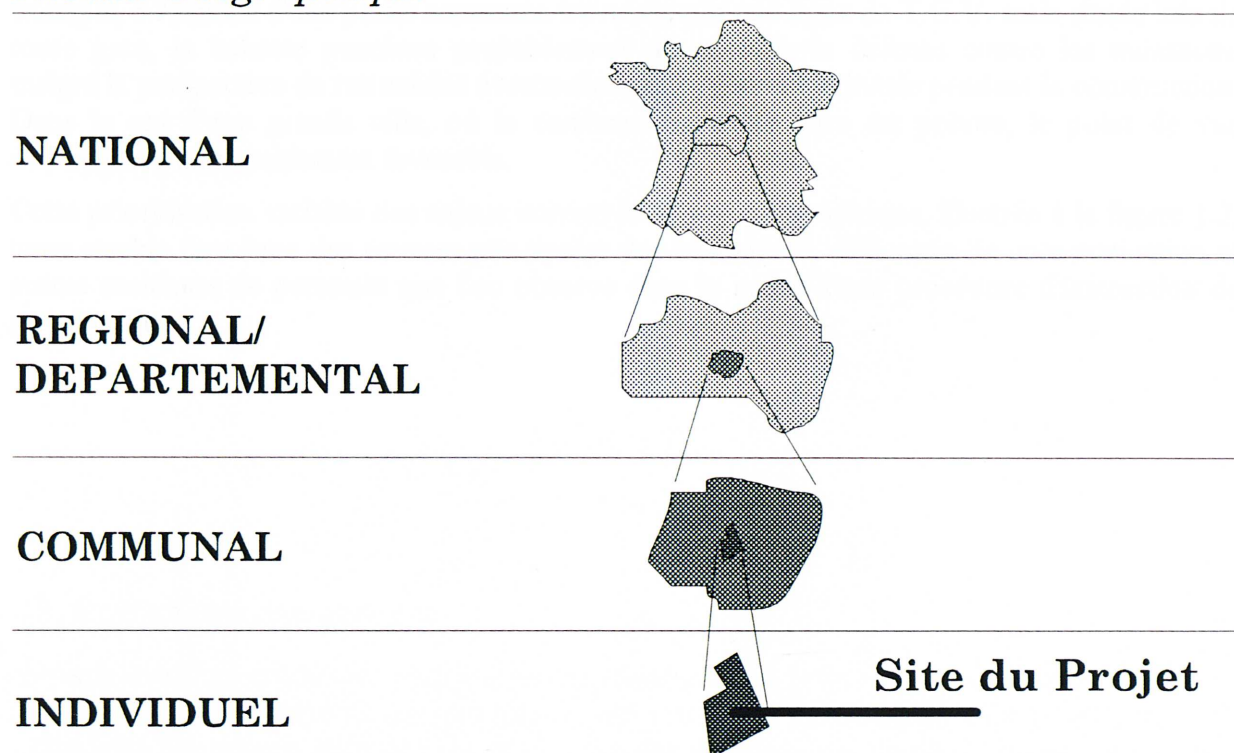 NATIONAL
REGIONAL/
DEPARTEMENTAL
COMMUNAL
Site du Projet
INDIVIDUEL